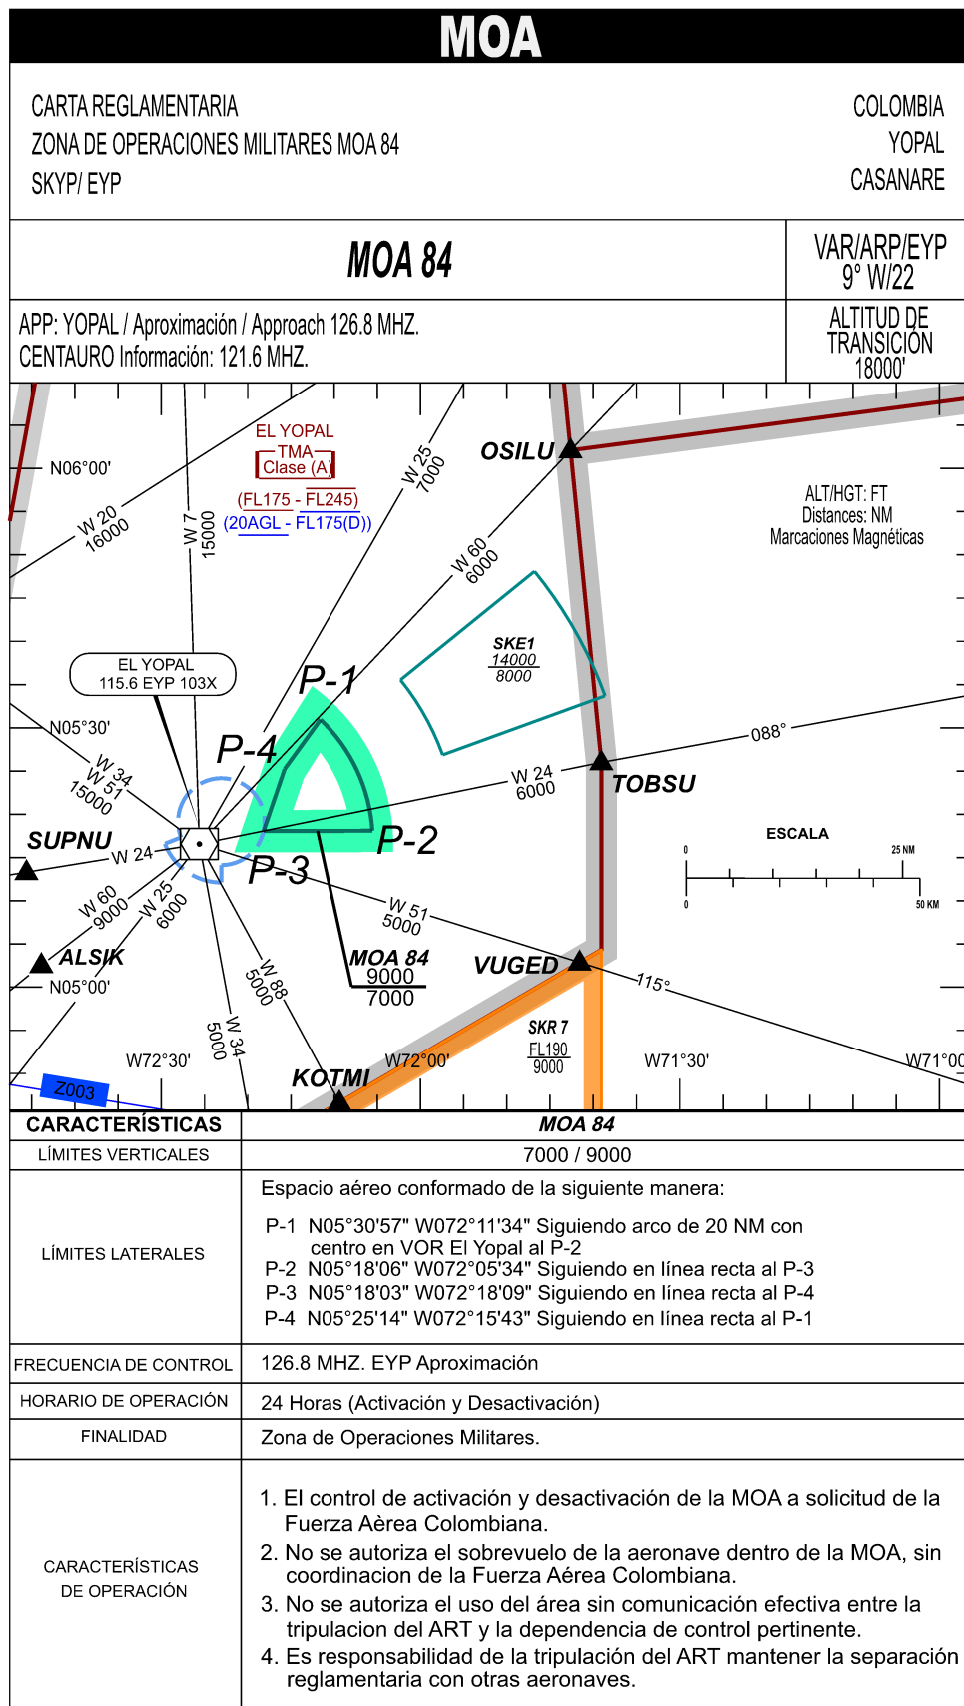 MOA
CARTA REGLAMENTARIA
ZONA DE OPERACIONES MILITARES MOA 84
SKYP/ EYP
COLOMBIA
YOPAL
CASANARE
MOA 84
VAR/ARP/EYP
9° W/22
APP: YOPAL / Aproximación / Approach 126.8 MHZ.
CENTAURO Información: 121.6 MHZ.
ALTITUD DE
TRANSICIÓN
18000'
EL YOPAL
TMA
Clase (A)
(FL175 - FL245)
(20AGL - FL175(D))
N06°00'
W 20
16000
W 7
15000
W 25
7000
OSILU
ALT/HGT: FT
Distances: NM
Marcaciones Magnéticas
W 60
6000
SKE1
14000
8000
EL YOPAL
115.6 EYP 103X
P-1
N05°30'
P-4
088°
W 34
W 51
15000
W 24
6000
TOBSU
SUPNU
W 24
P-2
P-3
ESCALA
0
25 NM
0
50 KM
W 60
9000
W 25
6000
W 51
5000
ALSIK
MOA 84
9000
7000
VUGED
115°
N05°00'
W 88
5000
W 34
5000
SKR 7
FL190
9000
W72°30'
W72°00'
W71°30'
W71°00
KOTMI
Z003
CARACTERÍSTICAS
MOA 84
LÍMITES VERTICALES
7000 / 9000
LÍMITES LATERALES
Espacio aéreo conformado de la siguiente manera:
P-1 N05°30'57" W072°11'34" Siguiendo arco de 20 NM con
centro en VOR El Yopal al P-2
P-2 N05°18'06" W072°05'34" Siguiendo en línea recta al P-3
P-3 N05°18'03" W072°18'09" Siguiendo en línea recta al P-4
P-4 N05°25'14" W072°15'43" Siguiendo en línea recta al P-1
FRECUENCIA DE CONTROL
126.8 MHZ. EYP Aproximación
HORARIO DE OPERACIÓN
24 Horas (Activación y Desactivación)
FINALIDAD
Zona de Operaciones Militares.
CARACTERÍSTICAS
DE OPERACIÓN
1. El control de activación y desactivación de la MOA a solicitud de la
Fuerza Aèrea Colombiana.
2. No se autoriza el sobrevuelo de la aeronave dentro de la MOA, sin
coordinacion de la Fuerza Aérea Colombiana.
3. No se autoriza el uso del área sin comunicación efectiva entre la
tripulacion del ART y la dependencia de control pertinente.
4. Es responsabilidad de la tripulación del ART mantener la separación
reglamentaria con otras aeronaves.